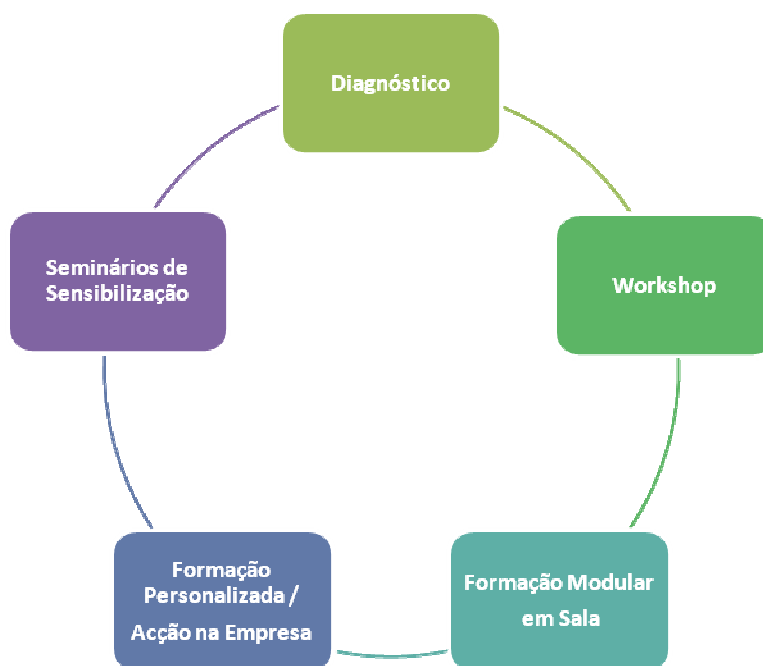 Diagnóstico
Workshop
Formação Modular
em Sala
Formação
Personalizada /
Acção na Empresa
Seminários de
Sensibilização